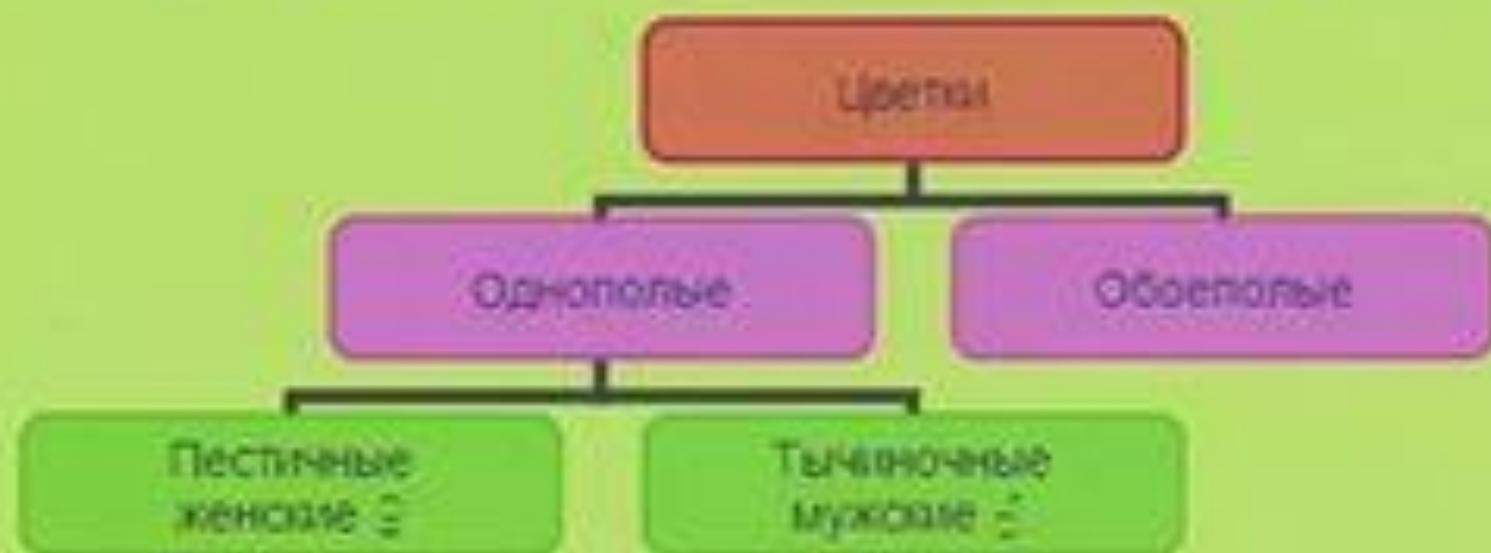 Цветки
Однополые
Обоеполые
Пестичные
женские ♀
Тычиночные
мужские ♂